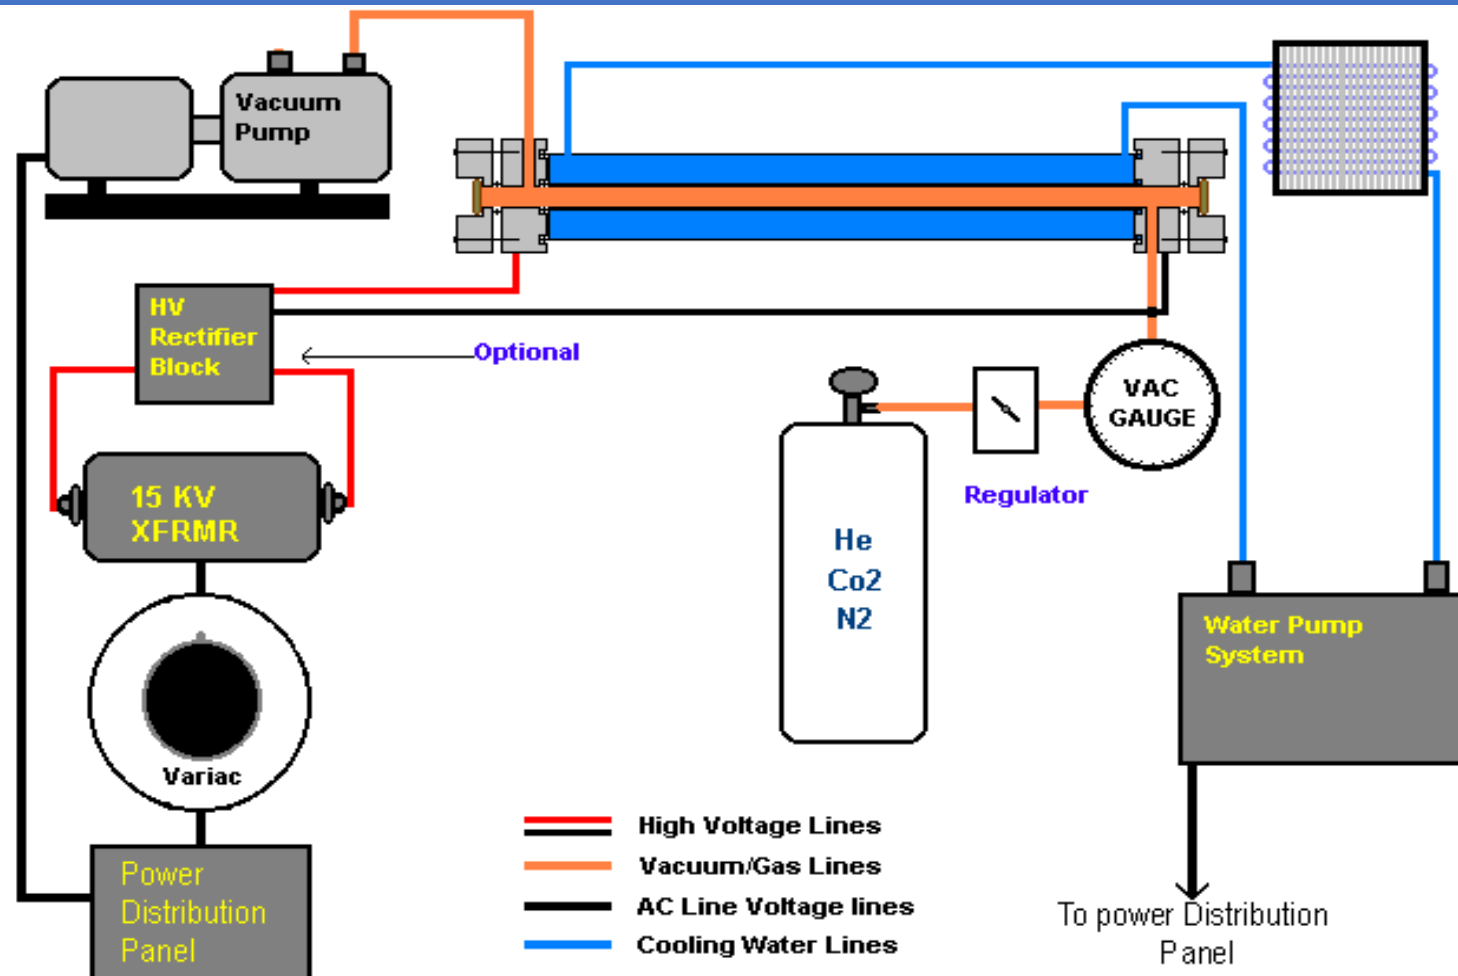 Vacuum
Pump
HV
Rectifier
Block
Optional
15 KV
XFRMR
Variac
Power
Distribution
Panel
VAC
GAUGE
Regulator
He
Co2
N2
Water Pump
System
To power Distribution
Panel
High Voltage Lines
Vacuum/Gas Lines
AC Line Voltage lines
Cooling Water Lines